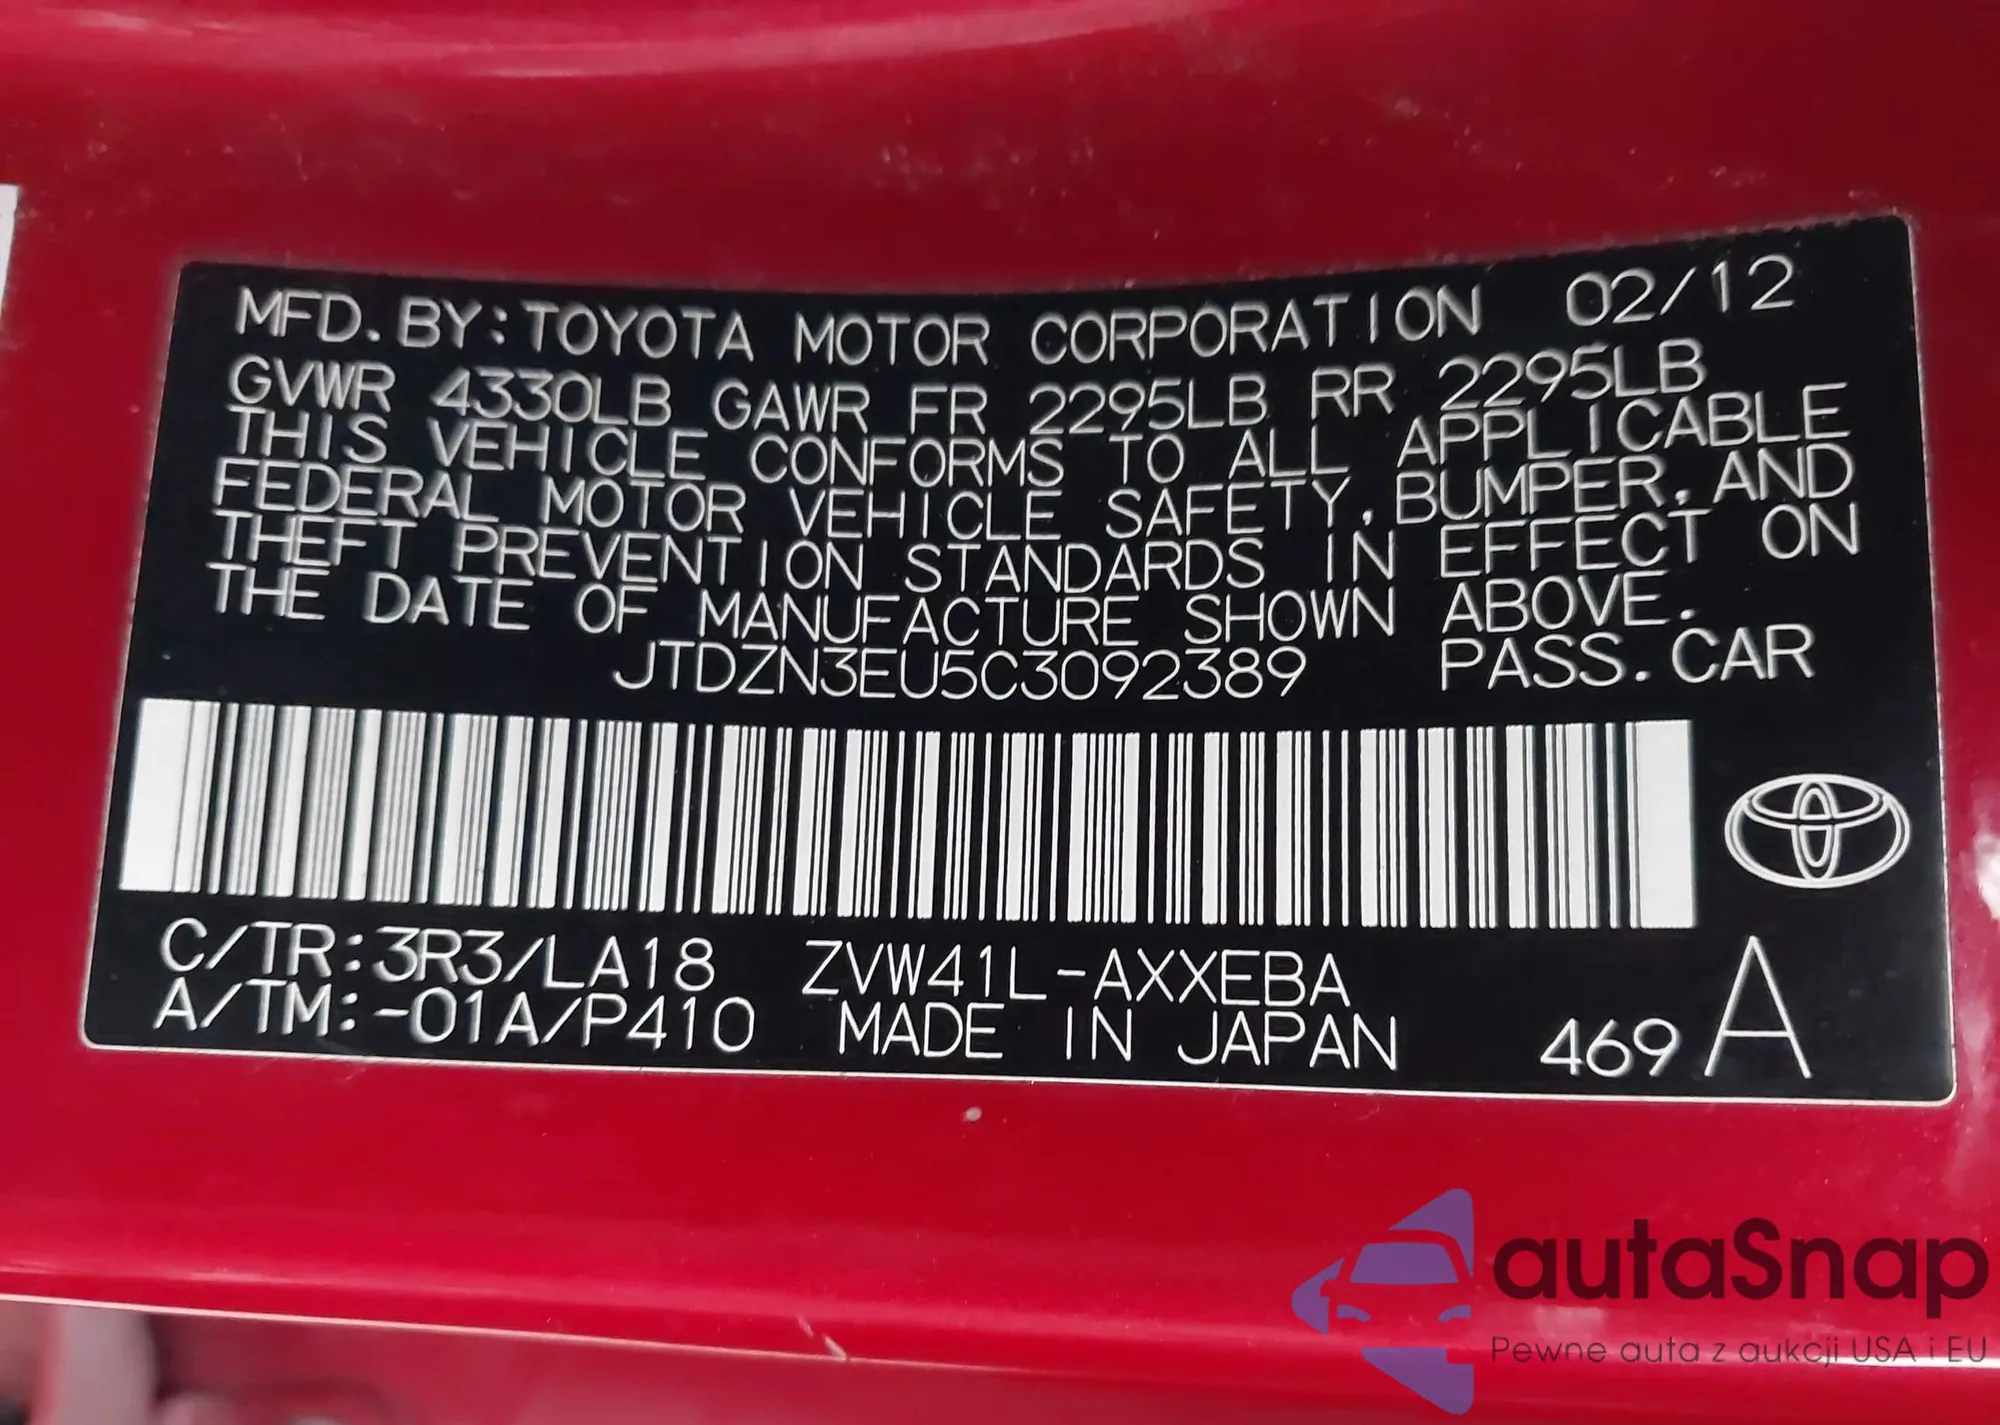 MFD. BY: TOYOTA MOTOR CORPORATION 02/12
GVWR 4330LB GAWR FR 2295LB RR 2295LB
THIS VEHICLE CONFORMS TO ALL APPLICABLE
FEDERAL MOTOR VEHICLE SAFETY, BUMPER, AND
THEFT PREVENTION STANDARDS IN EFFECT ON
THE DATE OF MANUFACTURE SHOWN ABOVE.
JTDZN3EU5C3092389 PASS. CAR
C/TR: 3R3/LA18 ZVW41L-AXXEBA
A/TM: -01A/P410 MADE IN JAPAN 469 A
autaSnap
Pewne auta z aukcji USA i EU